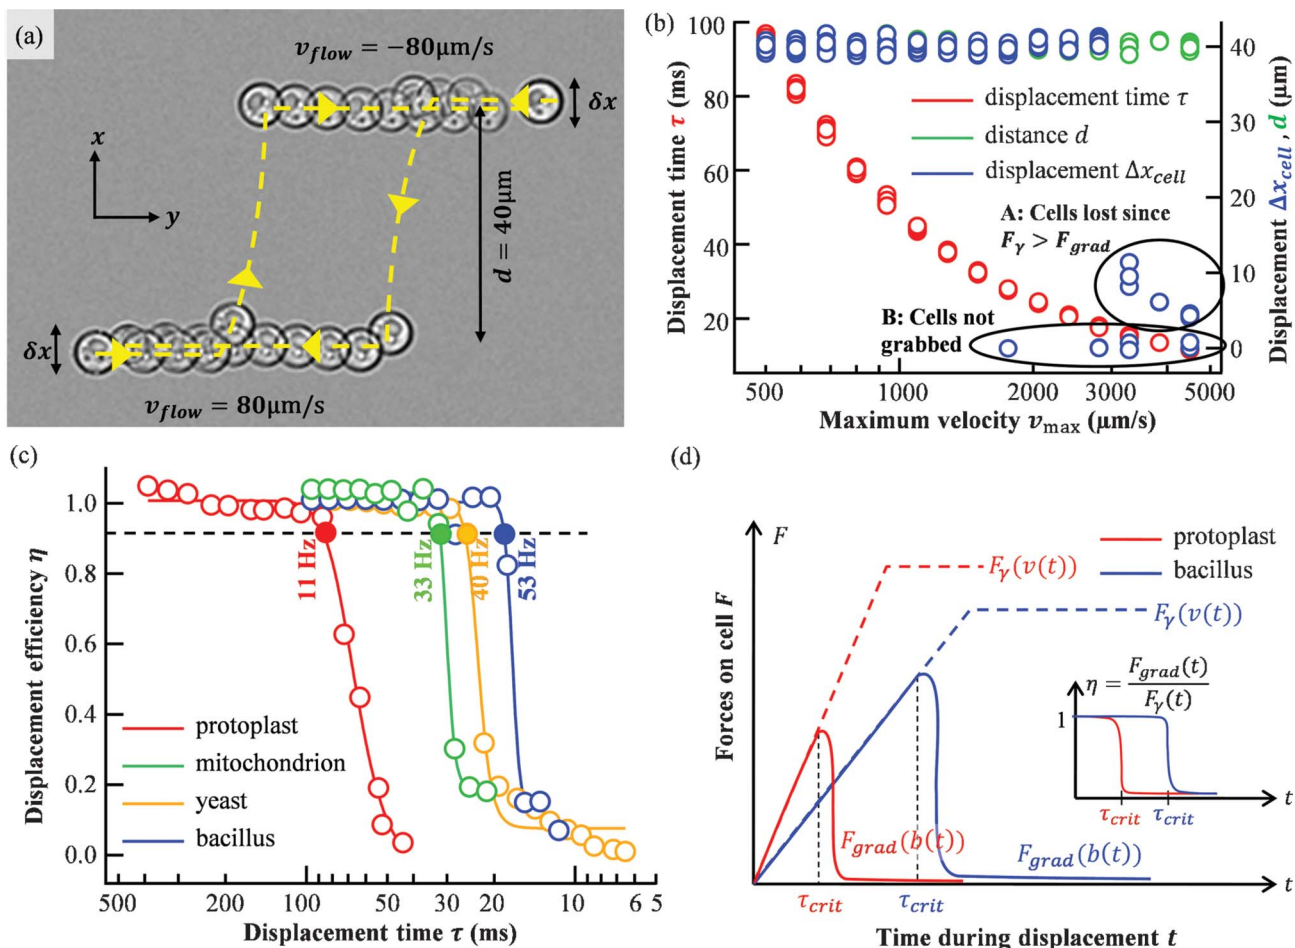 (a)
v_flow = −80μm/s
δx
x
y
d = 40μm
δx
v_flow = 80μm/s
(b)
Displacement time τ (ms)
100
80
60
40
20
displacement time τ
distance d
displacement Δx_cell
A: Cells lost since
F_γ > F_grad
B: Cells not
grabbed
40
30
20
10
0
Displacement Δx_cell, d (μm)
500
1000
2000
3000
5000
Maximum velocity v_max (μm/s)
(c)
Displacement efficiency η
1.0
0.8
0.6
0.4
0.2
0.0
11 Hz
33 Hz
40 Hz
53 Hz
protoplast
mitochondrion
yeast
bacillus
500
200
100
50
20
10
6 5
Displacement time τ (ms)
(d)
F
Forces on cell F
protoplast
bacillus
F_γ(v(t))
F_γ(v(t))
η = F_grad(t) / F_γ(t)
1
t
τ_crit
τ_crit
F_grad(b(t))
F_grad(b(t))
t
τ_crit
τ_crit
Time during displacement t